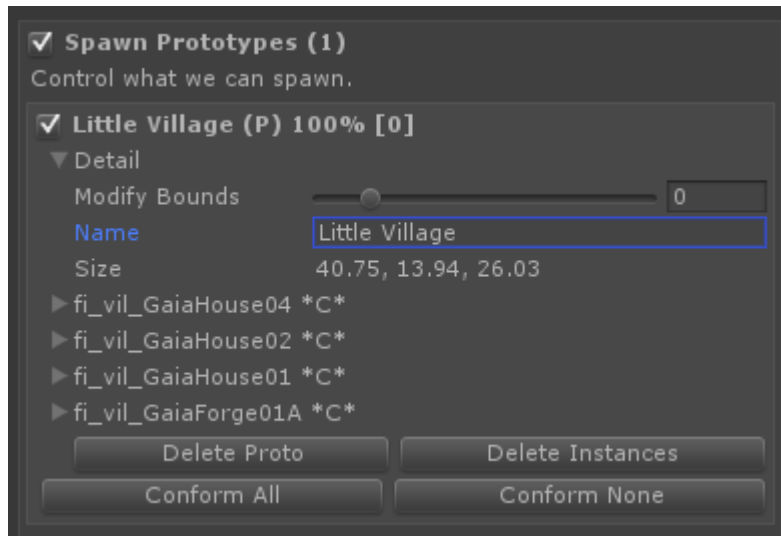 Spawn Prototypes (1)
Control what we can spawn.
Little Village (P) 100% [0]
Detail
Modify Bounds 0
Name Little Village
Size 40.75, 13.94, 26.03
fi_vil_GaiaHouse04 *C*
fi_vil_GaiaHouse02 *C*
fi_vil_GaiaHouse01 *C*
fi_vil_GaiaForge01A *C*
Delete Proto Delete Instances
Conform All Conform None